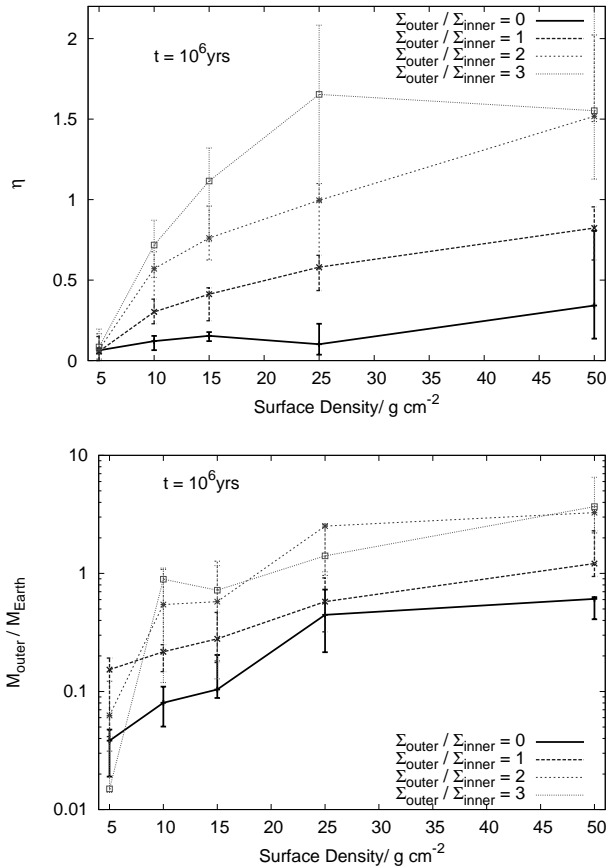 Σouter / Σinner = 0
Σouter / Σinner = 1
Σouter / Σinner = 2
Σouter / Σinner = 3
t = 10⁶yrs
2
1.5
1
0.5
0
η
5 10 15 20 25 30 35 40 45 50
Surface Density/ g cm⁻²
t = 10⁶yrs
10
1
0.1
0.01
Mouter / MEarth
Σouter / Σinner = 0
Σouter / Σinner = 1
Σouter / Σinner = 2
Σouter / Σinner = 3
5 10 15 20 25 30 35 40 45 50
Surface Density/ g cm⁻²